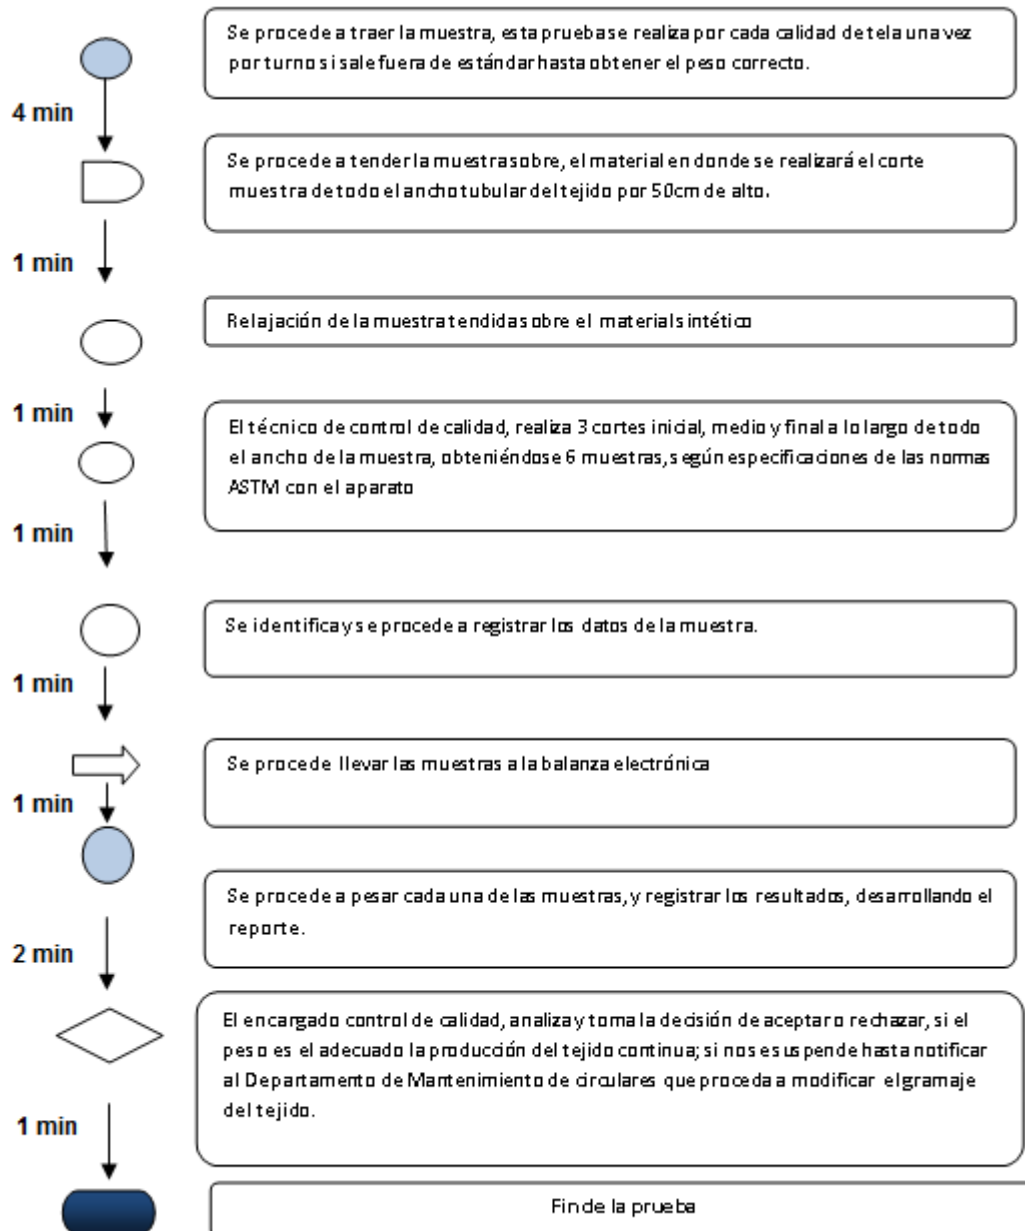 Se procede a traer la muestra, esta prueba se realiza por cada calidad de tela una vez
por turno si sale fuera de estándar hasta obtener el peso correcto.
4 min
Se procede a tender la muestra sobre, el material en donde se realizará el corte
muestra de todo el ancho tubular del tejido por 50cm de alto.
1 min
Relajación de la muestra tendidas sobre el material sintético
1 min
El técnico de control de calidad, realiza 3 cortes inicial, medio y final a lo largo de todo
el ancho de la muestra, obteniéndose 6 muestras, según especificaciones de las normas
ASTM con el aparato
1 min
Se identifica y se procede a registrar los datos de la muestra.
1 min
Se procede llevar las muestras a la balanza electrónica
1 min
Se procede a pesar cada una de las muestras, y registrar los resultados, desarrollando el
reporte.
2 min
El encargado control de calidad, analiza y toma la decisión de aceptar o rechazar, si el
peso es el adecuado la producción del tejido continua; si no se suspende hasta notificar
al Departamento de Mantenimiento de circulares que proceda a modificar el gramaje
del tejido.
1 min
Fin de la prueba